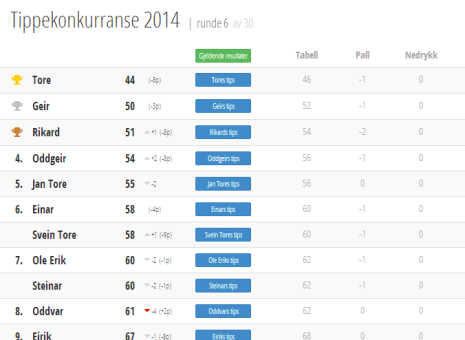 Tippekonkurranse 2014 | runde 6 av 30
Gjeldende resultater Tabell Pall Nedrykk
Tore 44 (-8p) Tores tips 46 -1 0
Geir 50 (-3p) Geirs tips 52 -1 0
Rikard 51 +1 (-8p) Rikards tips 54 -2 0
4. Oddgeir 54 +2 (-8p) Oddgeirs tips 56 -1 0
5. Jan Tore 55 -2 Jan Tores tips 56 0 0
6. Einar 58 (-4p) Einars tips 60 -1 0
Svein Tore 58 +1 (-9p) Svein Tores tips 60 -1 0
7. Ole Erik 60 -2 (-1p) Ole Eriks tips 62 -1 0
Steinar 60 -2 (-1p) Steinars tips 62 -1 0
8. Oddvar 61 -4 (+2p) Oddvars tips 62 0 0
9. Eirik 67 -1 (-8p) Eiriks tips 68 0 0